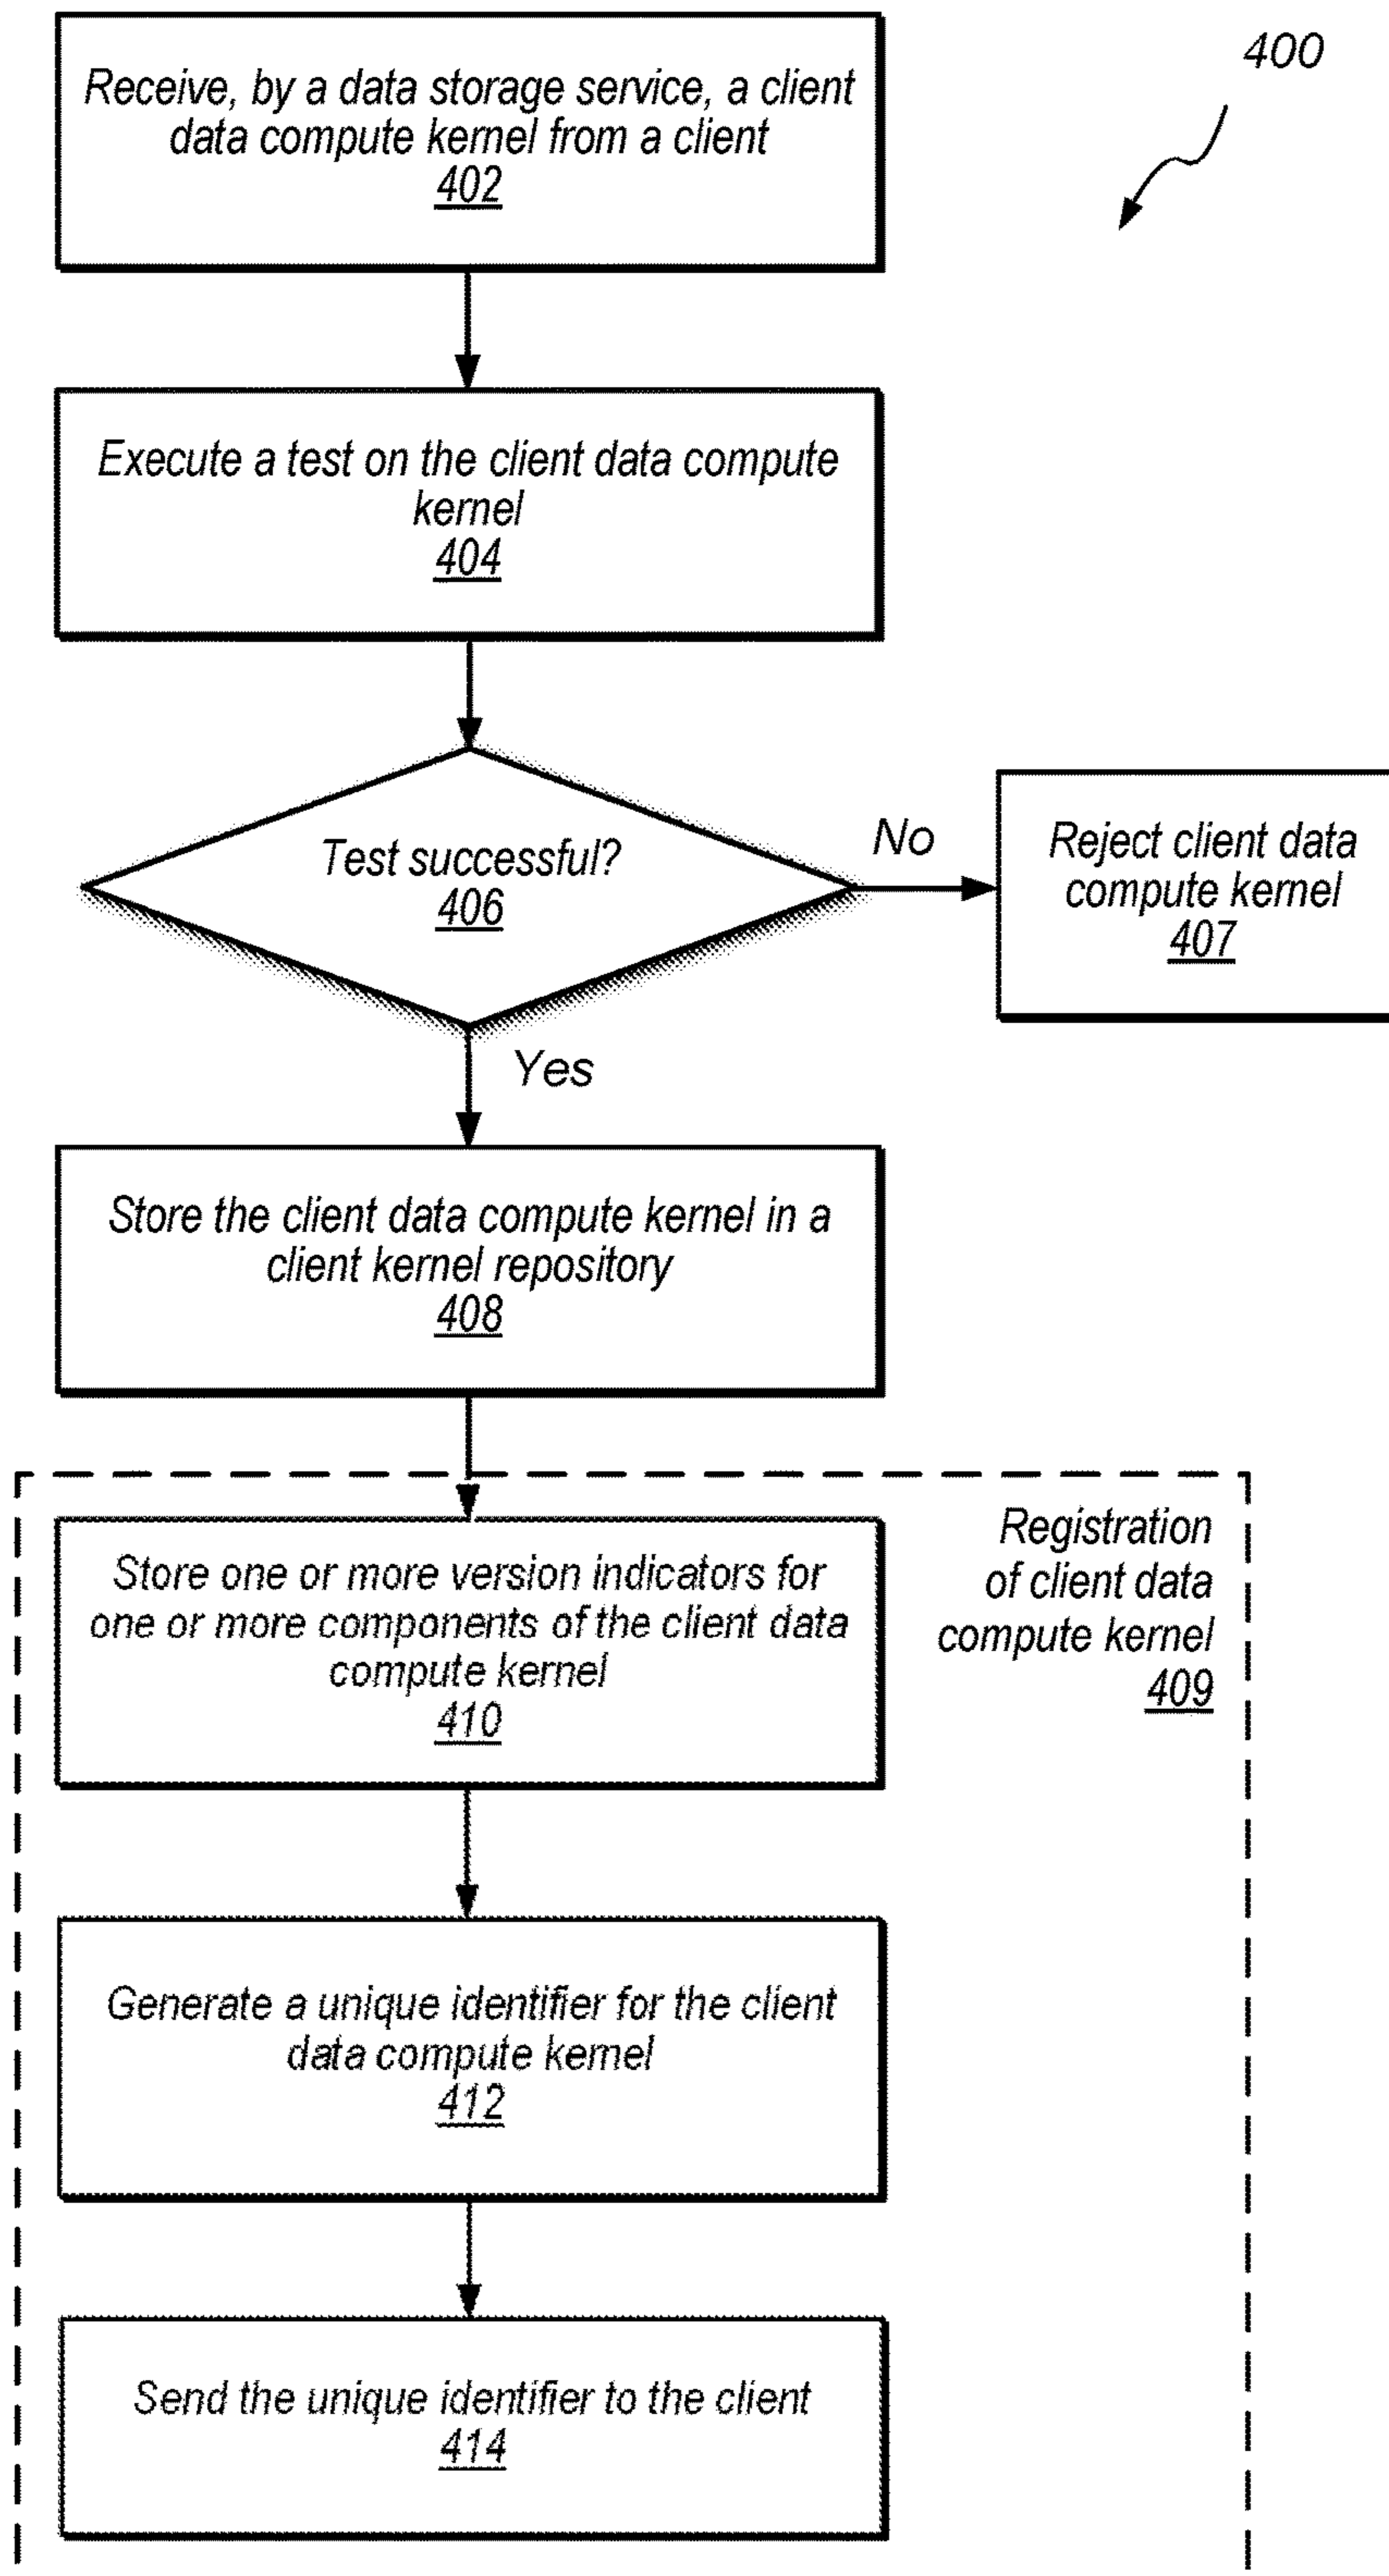 400
Receive, by a data storage service, a client
data compute kernel from a client
402
Execute a test on the client data compute
kernel
404
Test successful?
406
No
Reject client data
compute kernel
407
Yes
Store the client data compute kernel in a
client kernel repository
408
Registration
of client data
compute kernel
409
Store one or more version indicators for
one or more components of the client data
compute kernel
410
Generate a unique identifier for the client
data compute kernel
412
Send the unique identifier to the client
414